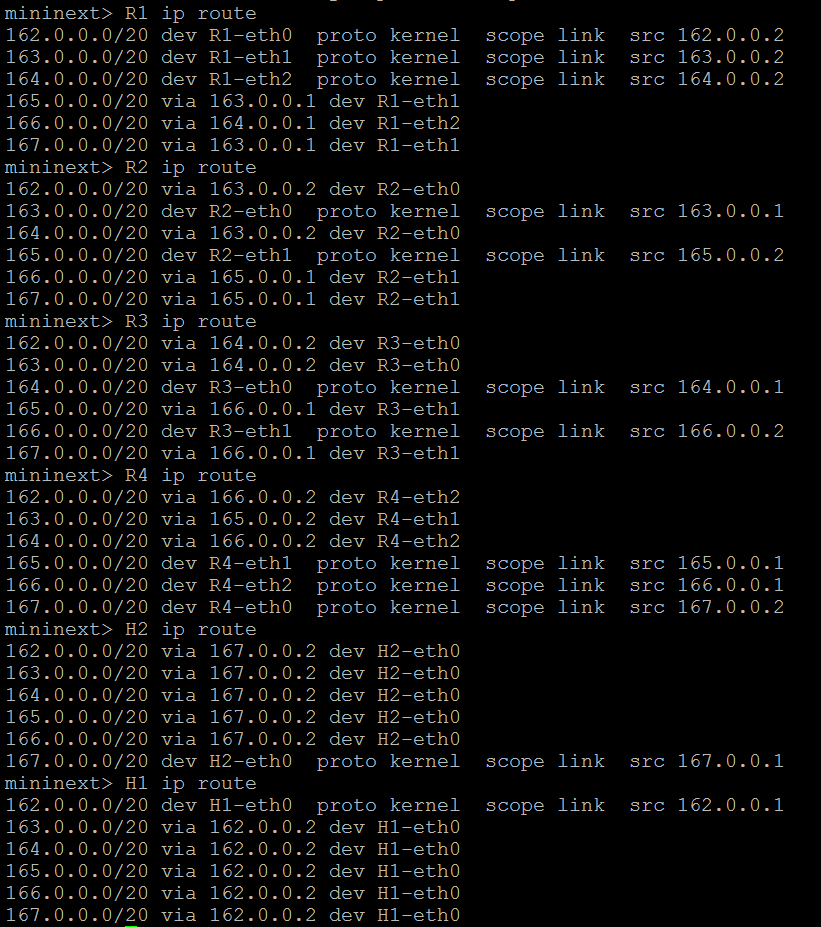 mininext> R1 ip route
162.0.0.0/20 dev R1-eth0  proto kernel  scope link  src 162.0.0.2
163.0.0.0/20 dev R1-eth1  proto kernel  scope link  src 163.0.0.2
164.0.0.0/20 dev R1-eth2  proto kernel  scope link  src 164.0.0.2
165.0.0.0/20 via 163.0.0.1 dev R1-eth1
166.0.0.0/20 via 164.0.0.1 dev R1-eth2
167.0.0.0/20 via 163.0.0.1 dev R1-eth1
mininext> R2 ip route
162.0.0.0/20 via 163.0.0.2 dev R2-eth0
163.0.0.0/20 dev R2-eth0  proto kernel  scope link  src 163.0.0.1
164.0.0.0/20 via 163.0.0.2 dev R2-eth0
165.0.0.0/20 dev R2-eth1  proto kernel  scope link  src 165.0.0.2
166.0.0.0/20 via 165.0.0.1 dev R2-eth1
167.0.0.0/20 via 165.0.0.1 dev R2-eth1
mininext> R3 ip route
162.0.0.0/20 via 164.0.0.2 dev R3-eth0
163.0.0.0/20 via 164.0.0.2 dev R3-eth0
164.0.0.0/20 dev R3-eth0  proto kernel  scope link  src 164.0.0.1
165.0.0.0/20 via 166.0.0.1 dev R3-eth1
166.0.0.0/20 dev R3-eth1  proto kernel  scope link  src 166.0.0.2
167.0.0.0/20 via 166.0.0.1 dev R3-eth1
mininext> R4 ip route
162.0.0.0/20 via 166.0.0.2 dev R4-eth2
163.0.0.0/20 via 165.0.0.2 dev R4-eth1
164.0.0.0/20 via 166.0.0.2 dev R4-eth2
165.0.0.0/20 dev R4-eth1  proto kernel  scope link  src 165.0.0.1
166.0.0.0/20 dev R4-eth2  proto kernel  scope link  src 166.0.0.1
167.0.0.0/20 dev R4-eth0  proto kernel  scope link  src 167.0.0.2
mininext> H2 ip route
162.0.0.0/20 via 167.0.0.2 dev H2-eth0
163.0.0.0/20 via 167.0.0.2 dev H2-eth0
164.0.0.0/20 via 167.0.0.2 dev H2-eth0
165.0.0.0/20 via 167.0.0.2 dev H2-eth0
166.0.0.0/20 via 167.0.0.2 dev H2-eth0
167.0.0.0/20 dev H2-eth0  proto kernel  scope link  src 167.0.0.1
mininext> H1 ip route
162.0.0.0/20 dev H1-eth0  proto kernel  scope link  src 162.0.0.1
163.0.0.0/20 via 162.0.0.2 dev H1-eth0
164.0.0.0/20 via 162.0.0.2 dev H1-eth0
165.0.0.0/20 via 162.0.0.2 dev H1-eth0
166.0.0.0/20 via 162.0.0.2 dev H1-eth0
167.0.0.0/20 via 162.0.0.2 dev H1-eth0